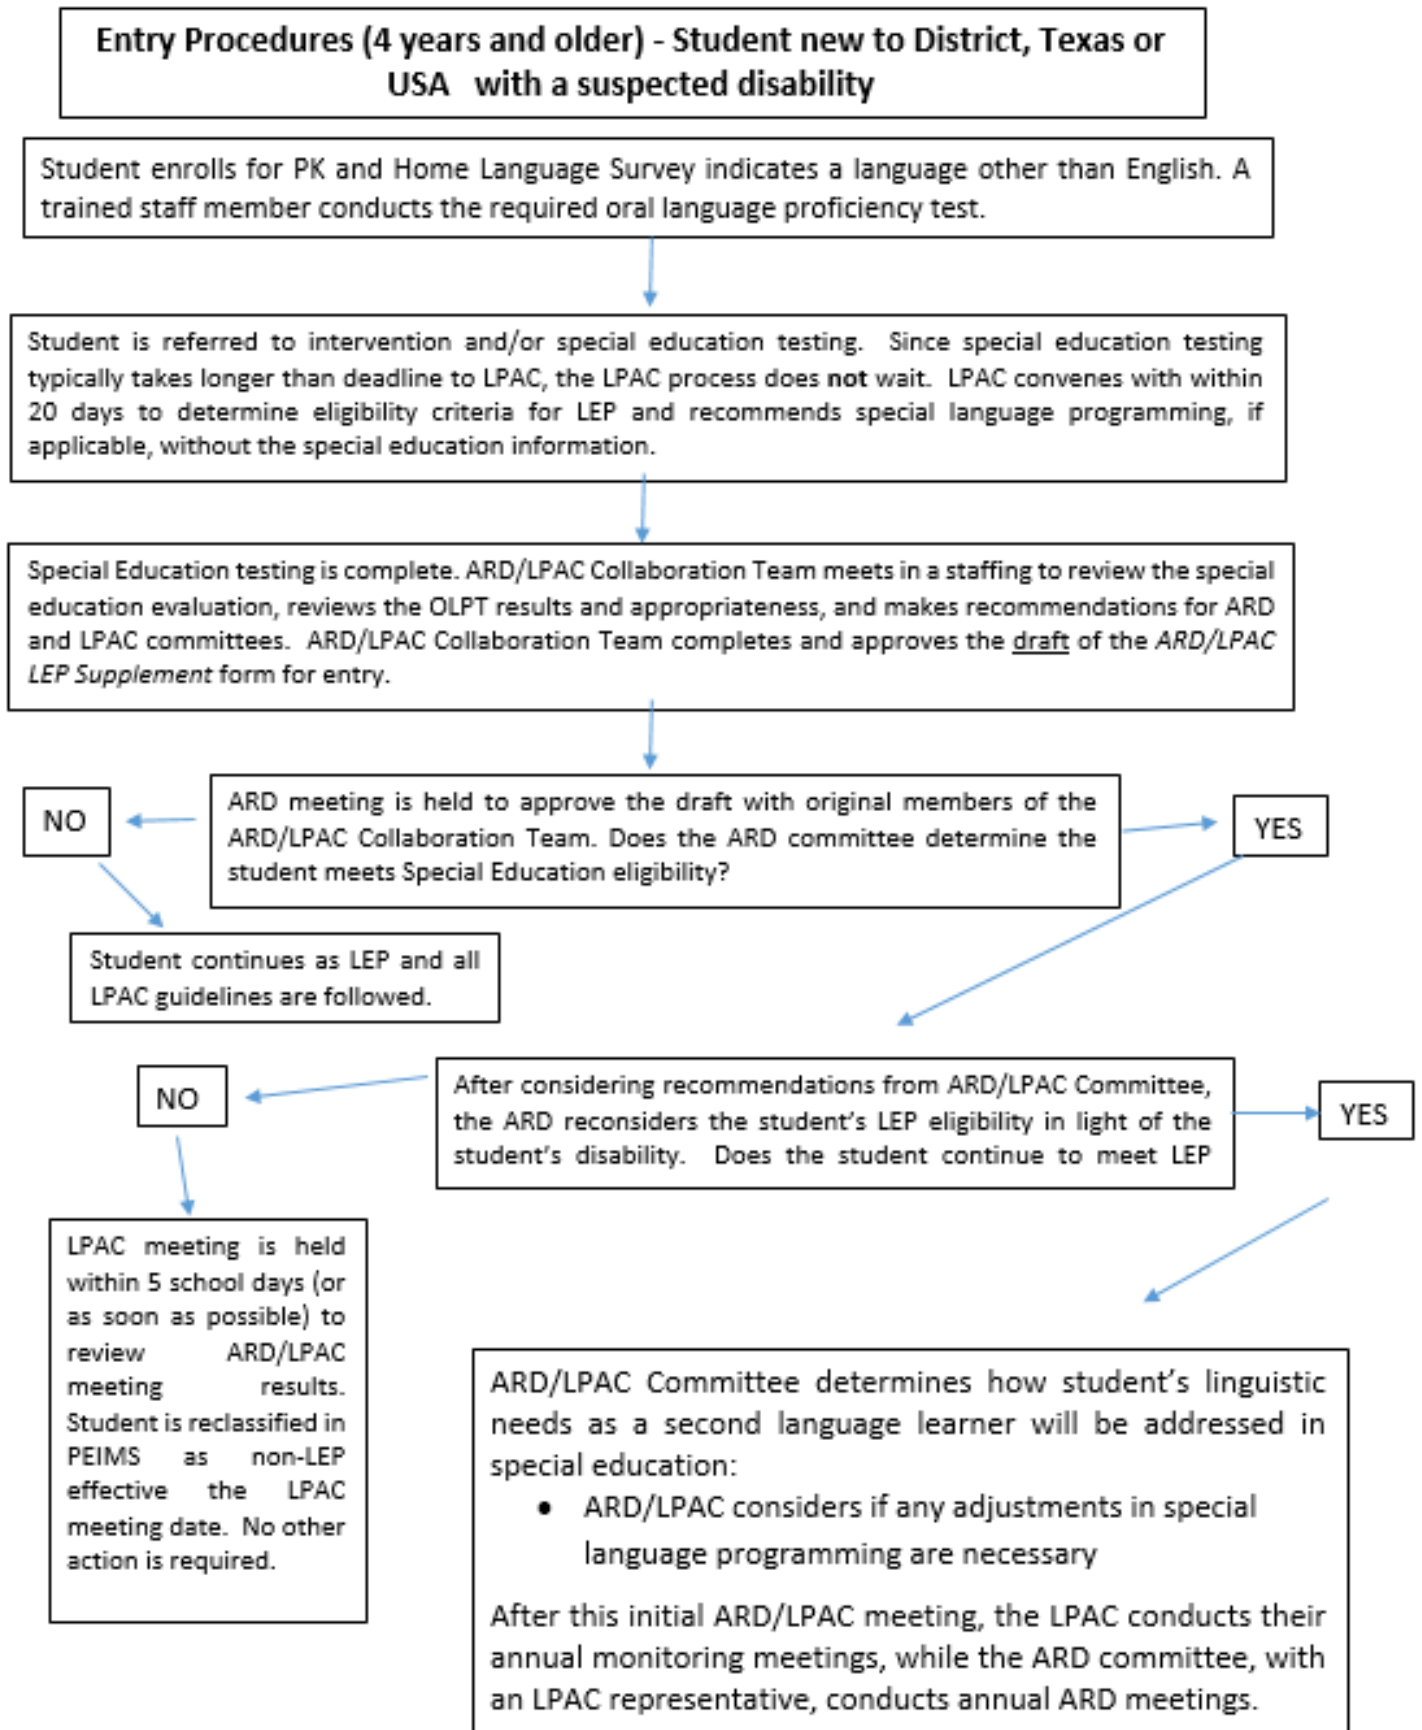 Entry Procedures (4 years and older) - Student new to District, Texas or
USA with a suspected disability
Student enrolls for PK and Home Language Survey indicates a language other than English. A
trained staff member conducts the required oral language proficiency test.
Student is referred to intervention and/or special education testing. Since special education testing
typically takes longer than deadline to LPAC, the LPAC process does not wait. LPAC convenes with within
20 days to determine eligibility criteria for LEP and recommends special language programming, if
applicable, without the special education information.
Special Education testing is complete. ARD/LPAC Collaboration Team meets in a staffing to review the special
education evaluation, reviews the OLPT results and appropriateness, and makes recommendations for ARD
and LPAC committees. ARD/LPAC Collaboration Team completes and approves the draft of the ARD/LPAC
LEP Supplement form for entry.
NO
ARD meeting is held to approve the draft with original members of the
ARD/LPAC Collaboration Team. Does the ARD committee determine the
student meets Special Education eligibility?
YES
Student continues as LEP and all
LPAC guidelines are followed.
NO
After considering recommendations from ARD/LPAC Committee,
the ARD reconsiders the student's LEP eligibility in light of the
student's disability. Does the student continue to meet LEP
YES
LPAC meeting is held
within 5 school days (or
as soon as possible) to
review ARD/LPAC
meeting results.
Student is reclassified in
PEIMS as non-LEP
effective the LPAC
meeting date. No other
action is required.
ARD/LPAC Committee determines how student's linguistic
needs as a second language learner will be addressed in
special education:
• ARD/LPAC considers if any adjustments in special
language programming are necessary
After this initial ARD/LPAC meeting, the LPAC conducts their
annual monitoring meetings, while the ARD committee, with
an LPAC representative, conducts annual ARD meetings.